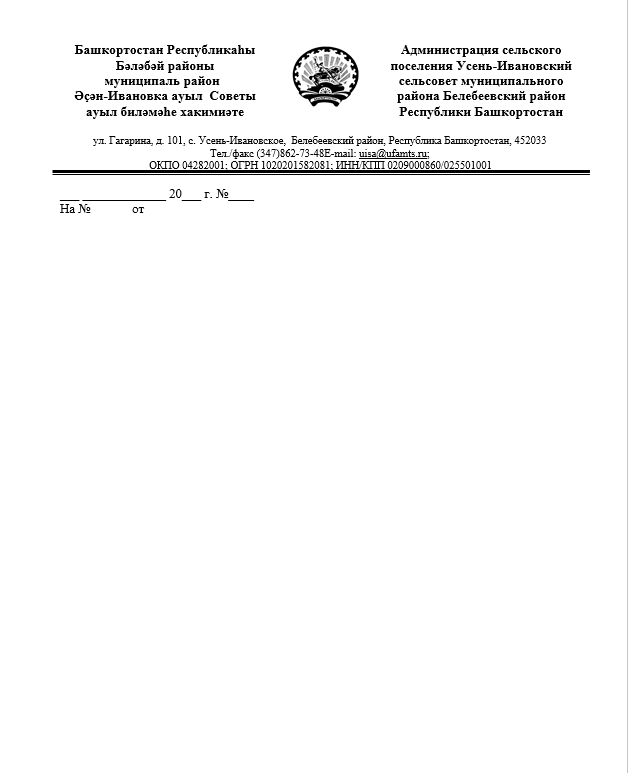 Башкортостан Республикаһы
Бәләбәй районы
муниципаль район
Әҫән-Ивановка ауыл Советы
ауыл биләмәһе хакимиәте
Администрация сельского
поселения Усень-Ивановский
сельсовет муниципального
района Белебеевский район
Республики Башкортостан
ул. Гагарина, д. 101, с. Усень-Ивановское, Белебеевский район, Республика Башкортостан, 452033
Тел./факс (347)862-73-48E-mail: uisa@ufamts.ru;
ОКПО 04282001; ОГРН 1020201582081; ИНН/КПП 0209000860/025501001
___ _____________ 20___ г. №____
На № от